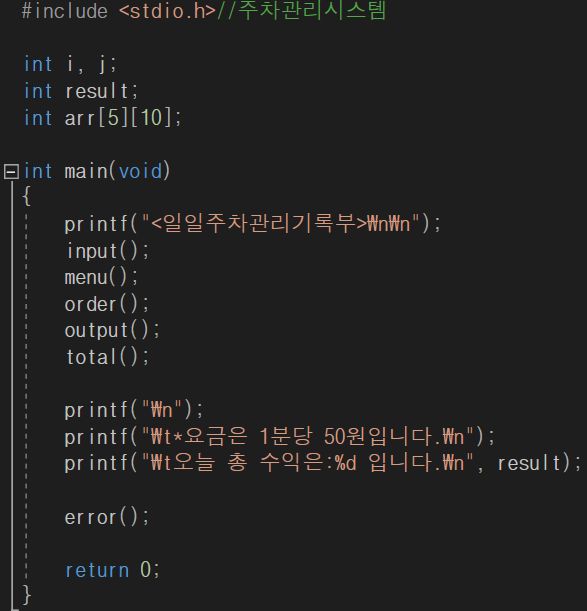 #include <stdio.h>//주차관리시스템
int i, j;
int result;
int arr[5][10];
int main(void)
{
printf("<일일주차관리기록부>₩n₩n");
input();
menu();
order();
output();
total();
printf("₩n");
printf("₩t*요금은 1분당 50원입니다.₩n");
printf("₩t오늘 총 수익은:%d 입니다.₩n", result);
error();
return 0;
}